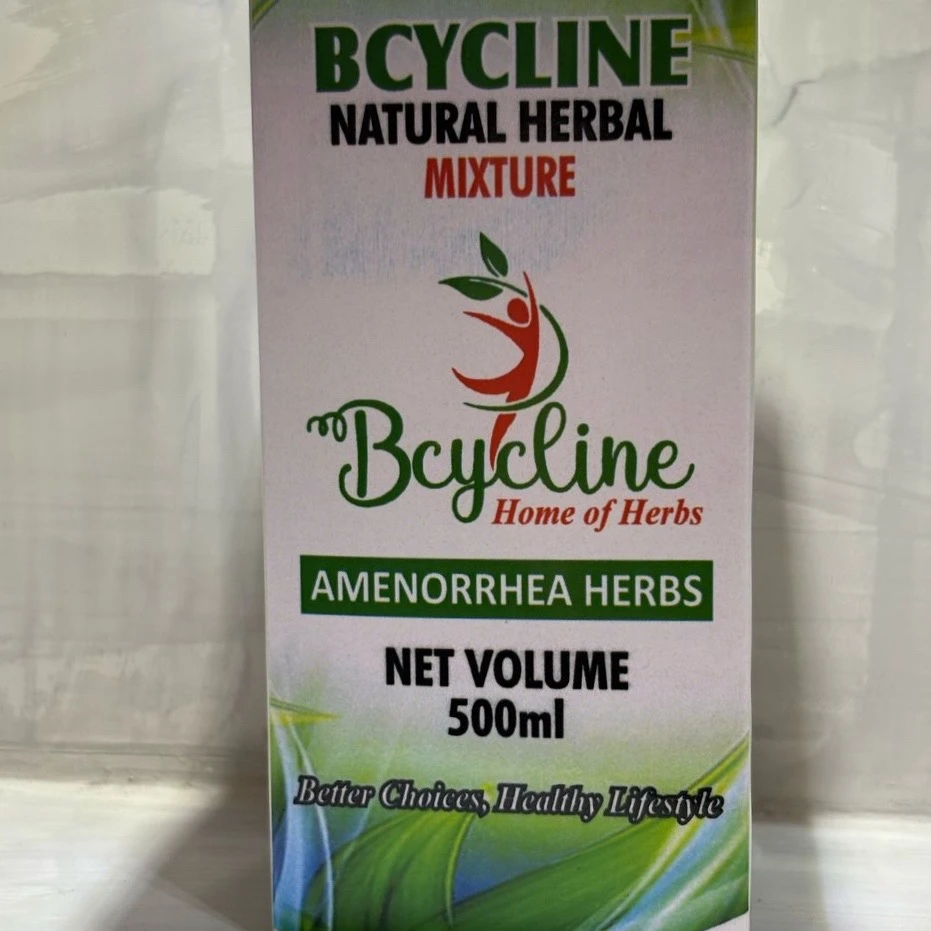 BCYCLINE
NATURAL HERBAL
MIXTURE
Bcycline
Home of Herbs
AMENORRHEA HERBS
NET VOLUME
500ml
Better Choices, Healthy Lifestyle